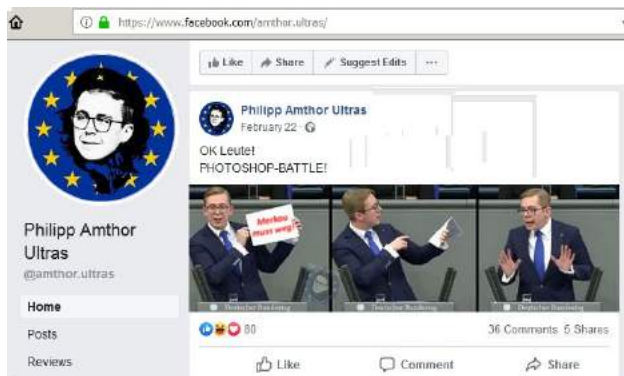 https://www.facebook.com/amthor.ultras/
Like Share Suggest Edits ...
Philipp Amthor Ultras
February 22 ·
OK Leute!
PHOTOSHOP-BATTLE!
Merkou
muss weg!
Deutscher Bundestag Deutscher Bundestag Deutscher Bundestag
Philipp Amthor
Ultras
@amthor.ultras
Home
Posts
Reviews
80 36 Comments 5 Shares
Like Comment Share